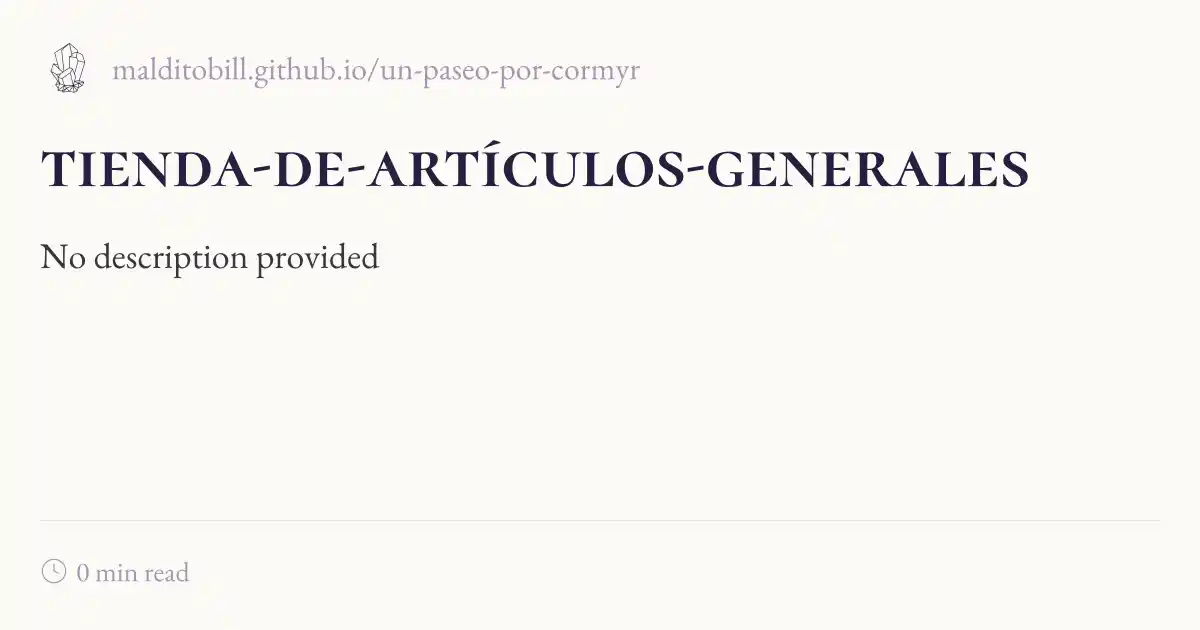 malditobill.github.io/un-paseo-por-cormyr
TIENDA-DE-ARTÍCULOS-GENERALES
No description provided
0 min read